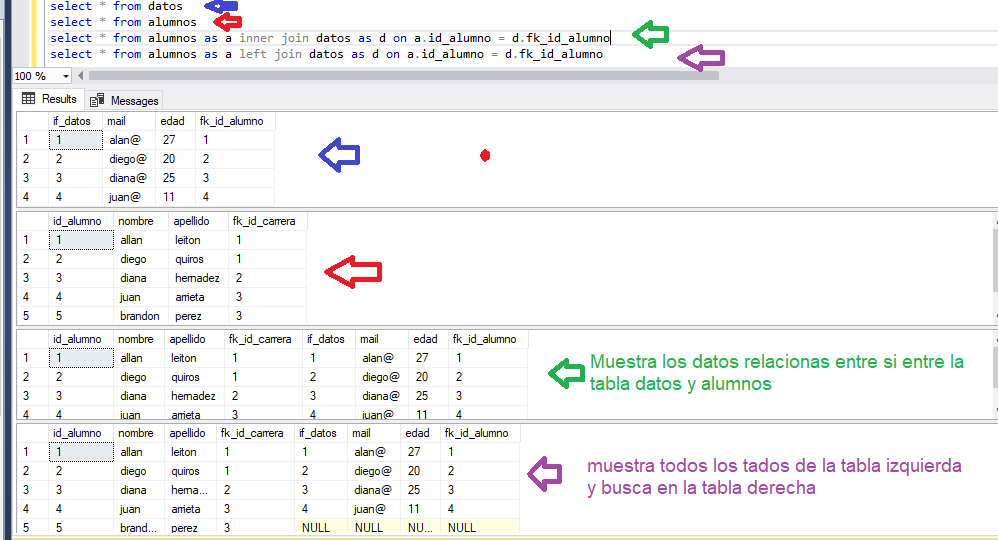 select * from datos
select * from alumnos
select * from alumnos as a inner join datos as d on a.id_alumno = d.fk_id_alumno
select * from alumnos as a left join datos as d on a.id_alumno = d.fk_id_alumno
100 %
Results Messages
if_datos mail edad fk_id_alumno
1 1 alan@ 27 1
2 2 diego@ 20 2
3 3 diana@ 25 3
4 4 juan@ 11 4
id_alumno nombre apellido fk_id_carrera
1 1 allan leiton 1
2 2 diego quiros 1
3 3 diana hernadez 2
4 4 juan arrieta 3
5 5 brandon perez 3
id_alumno nombre apellido fk_id_carrera if_datos mail edad fk_id_alumno
1 1 allan leiton 1 1 alan@ 27 1
2 2 diego quiros 1 2 diego@ 20 2
3 3 diana hernadez 2 3 diana@ 25 3
4 4 juan arrieta 3 4 juan@ 11 4
Muestra los datos relacionas entre si entre la
tabla datos y alumnos
id_alumno nombre apellido fk_id_carrera if_datos mail edad fk_id_alumno
1 1 allan leiton 1 1 alan@ 27 1
2 2 diego quiros 1 2 diego@ 20 2
3 3 diana herna... 2 3 diana@ 25 3
4 4 juan arrieta 3 4 juan@ 11 4
5 5 brand... perez 3 NULL NULL NU... NULL
muestra todos los tados de la tabla izquierda
y busca en la tabla derecha